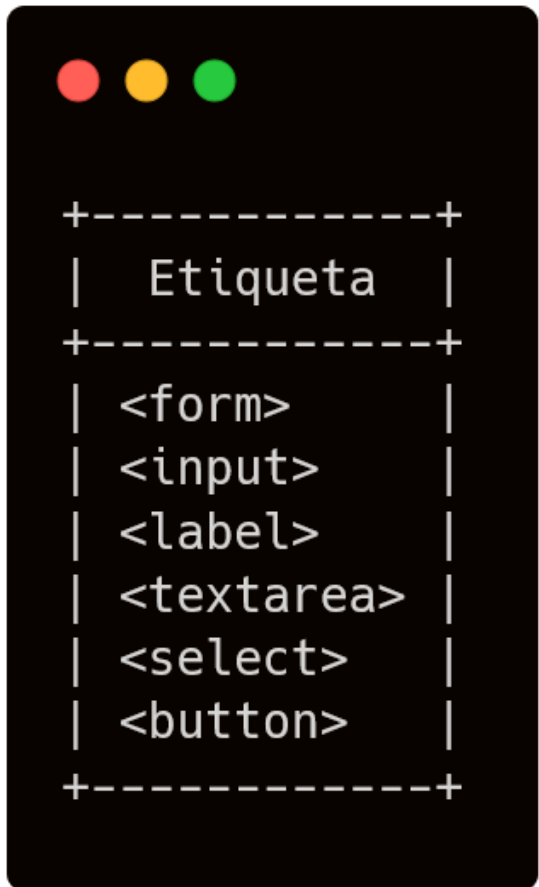 +------------+
|  Etiqueta  |
+------------+
| <form>     |
| <input>    |
| <label>    |
| <textarea> |
| <select>   |
| <button>   |
+------------+